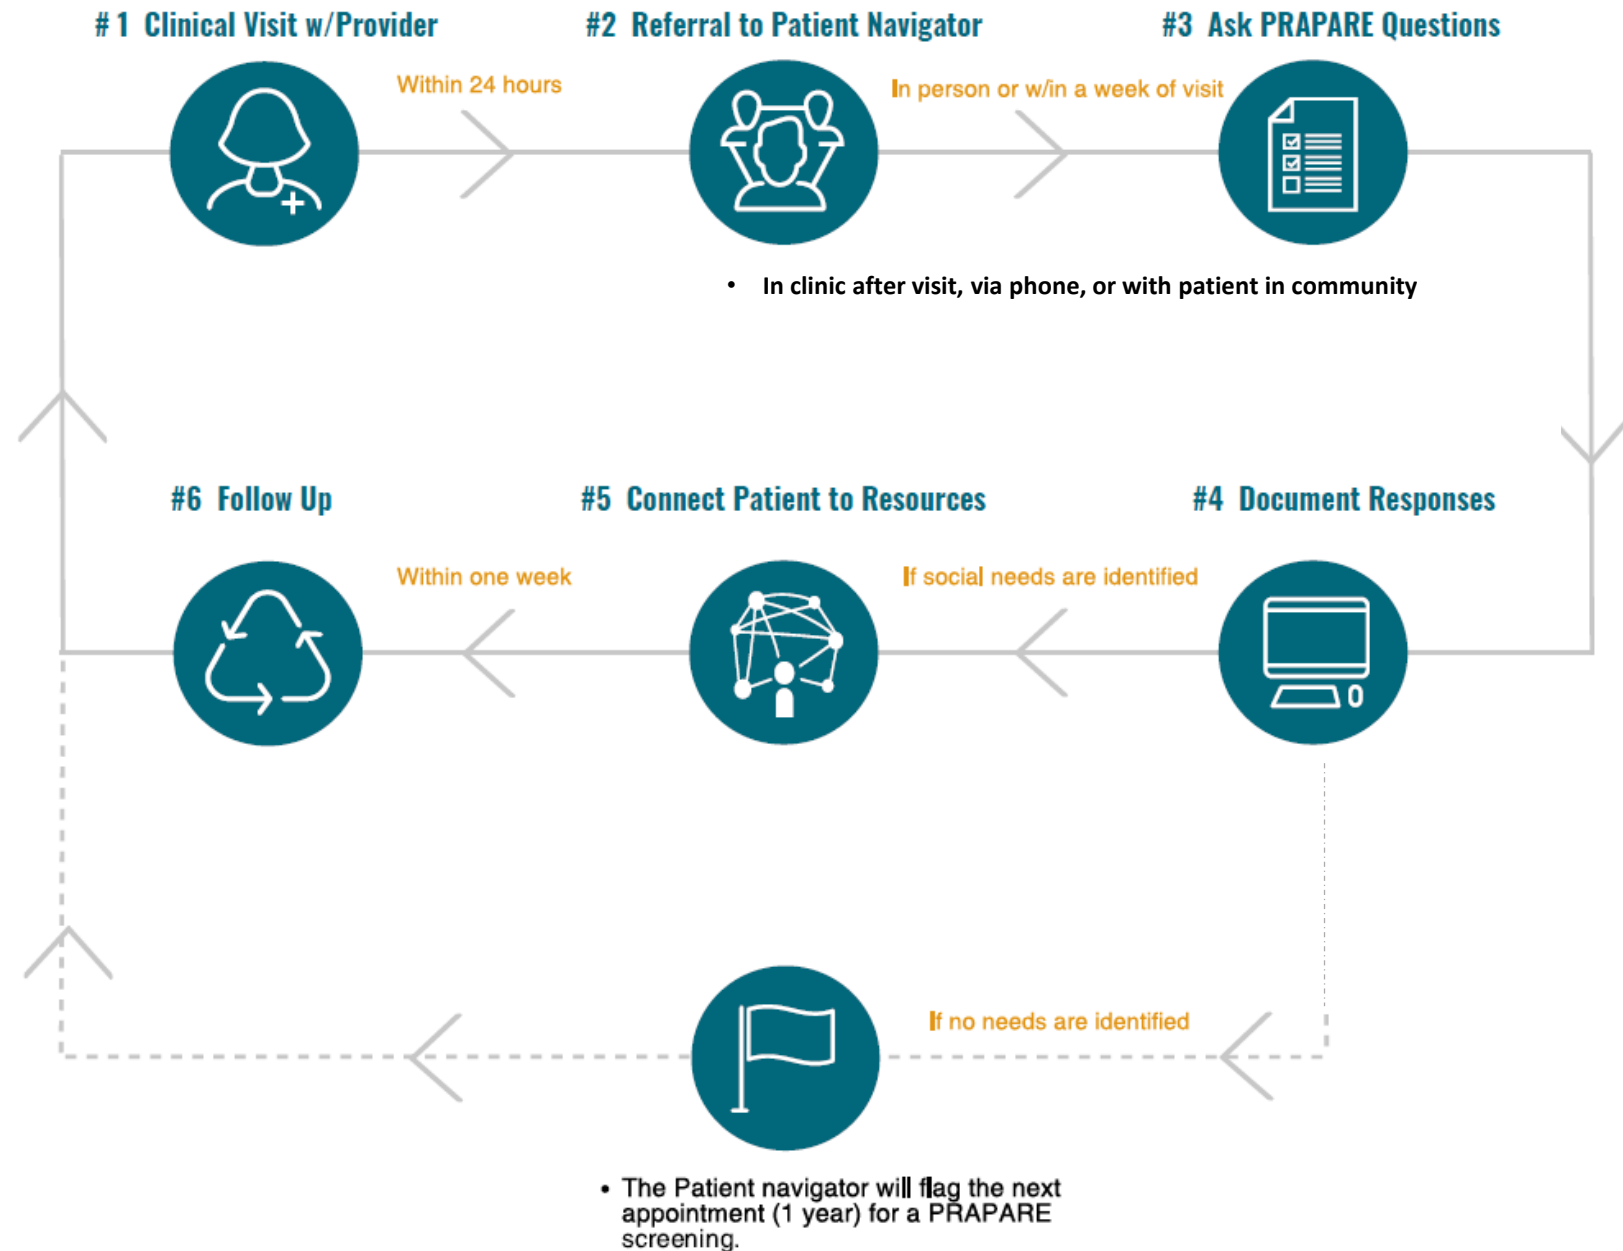 # 1 Clinical Visit w/Provider
#2 Referral to Patient Navigator
#3 Ask PRAPARE Questions
Within 24 hours
In person or w/in a week of visit
• In clinic after visit, via phone, or with patient in community
#6 Follow Up
#5 Connect Patient to Resources
#4 Document Responses
Within one week
If social needs are identified
If no needs are identified
• The Patient navigator will flag the next
appointment (1 year) for a PRAPARE
screening.